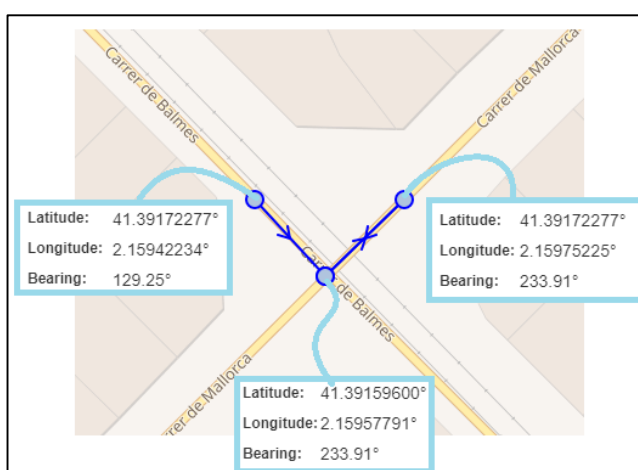 Carrer de Balmes
Carrer de Mallorca
Latitude: 41.39172277°
Longitude: 2.15942234°
Bearing: 129.25°
Latitude: 41.39172277°
Longitude: 2.15975225°
Bearing: 233.91°
Carrer de Balmes
Carrer de Mallorca
Latitude: 41.39159600°
Longitude: 2.15957791°
Bearing: 233.91°